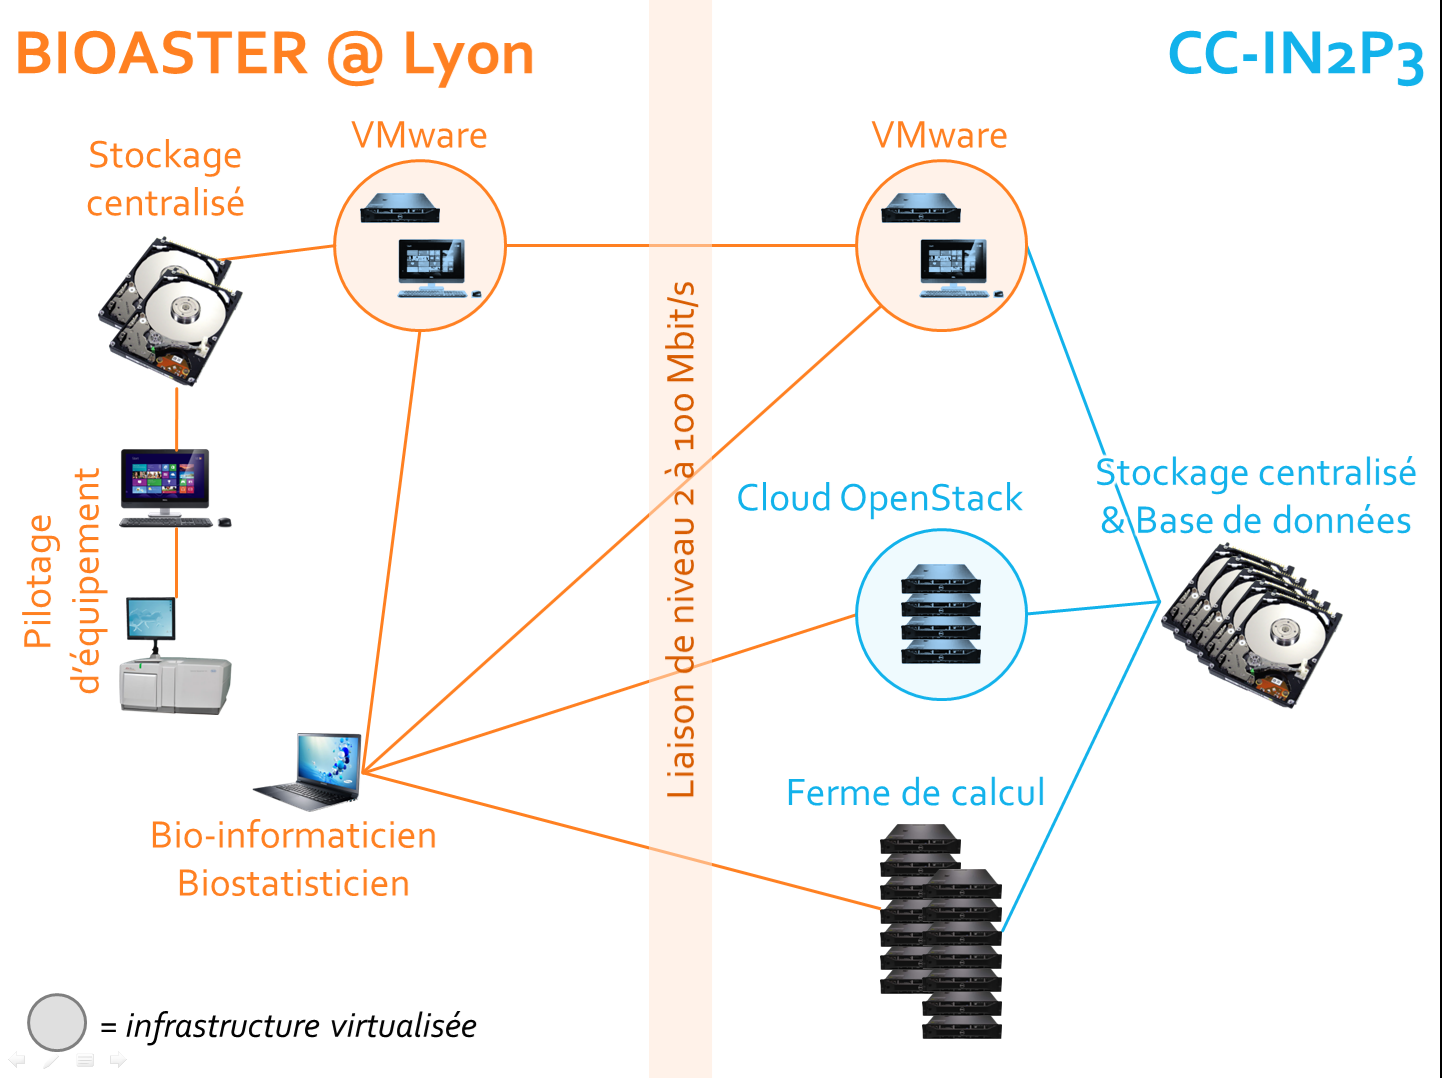 BIOASTER @ Lyon
CC-IN2P3
VMware
VMware
Stockage
centralisé
Liaison de niveau 2 à 100 Mbit/s
Pilotage
d'équipement
Cloud OpenStack
Stockage centralisé
& Base de données
Bio-informaticien
Biostatisticien
Ferme de calcul
= infrastructure virtualisée